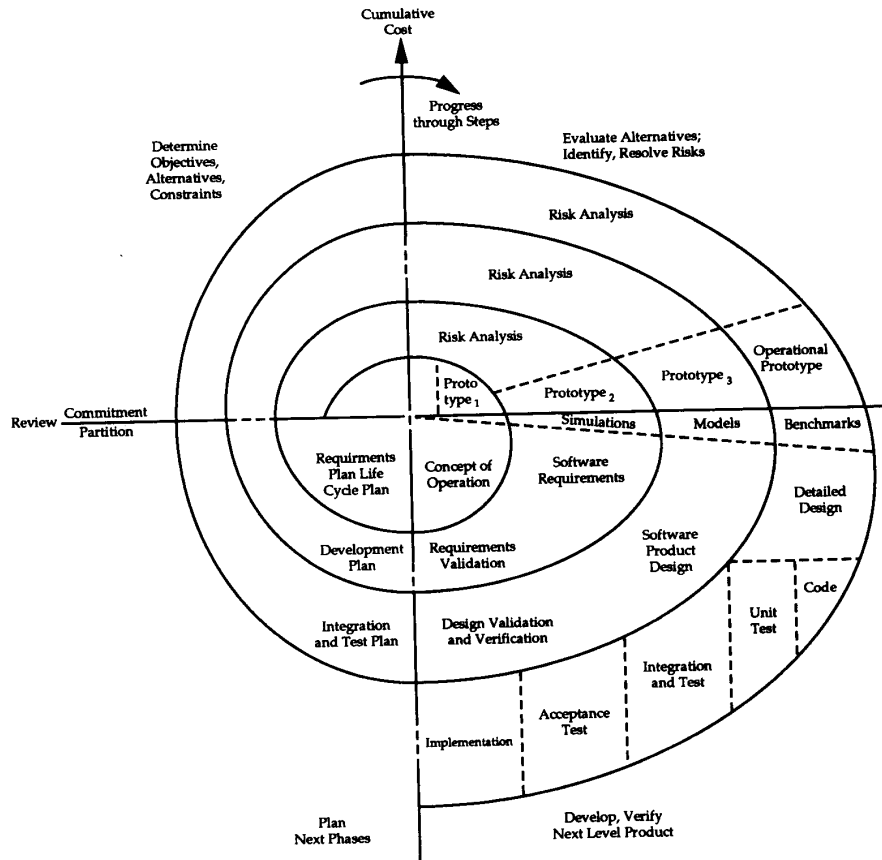 Cumulative
Cost
Progress
through Steps
Determine
Objectives,
Alternatives,
Constraints
Evaluate Alternatives;
Identify, Resolve Risks
Risk Analysis
Risk Analysis
Risk Analysis
Proto
type 1
Prototype 2
Prototype 3
Operational
Prototype
Review
Commitment
Partition
Simulations
Models
Benchmarks
Requirments
Plan Life
Cycle Plan
Concept of
Operation
Software
Requirements
Detailed
Design
Development
Plan
Requirements
Validation
Software
Product
Design
Code
Unit
Test
Integration
and Test Plan
Design Validation
and Verification
Integration
and Test
Acceptance
Test
Implementation
Plan
Next Phases
Develop, Verify
Next Level Product